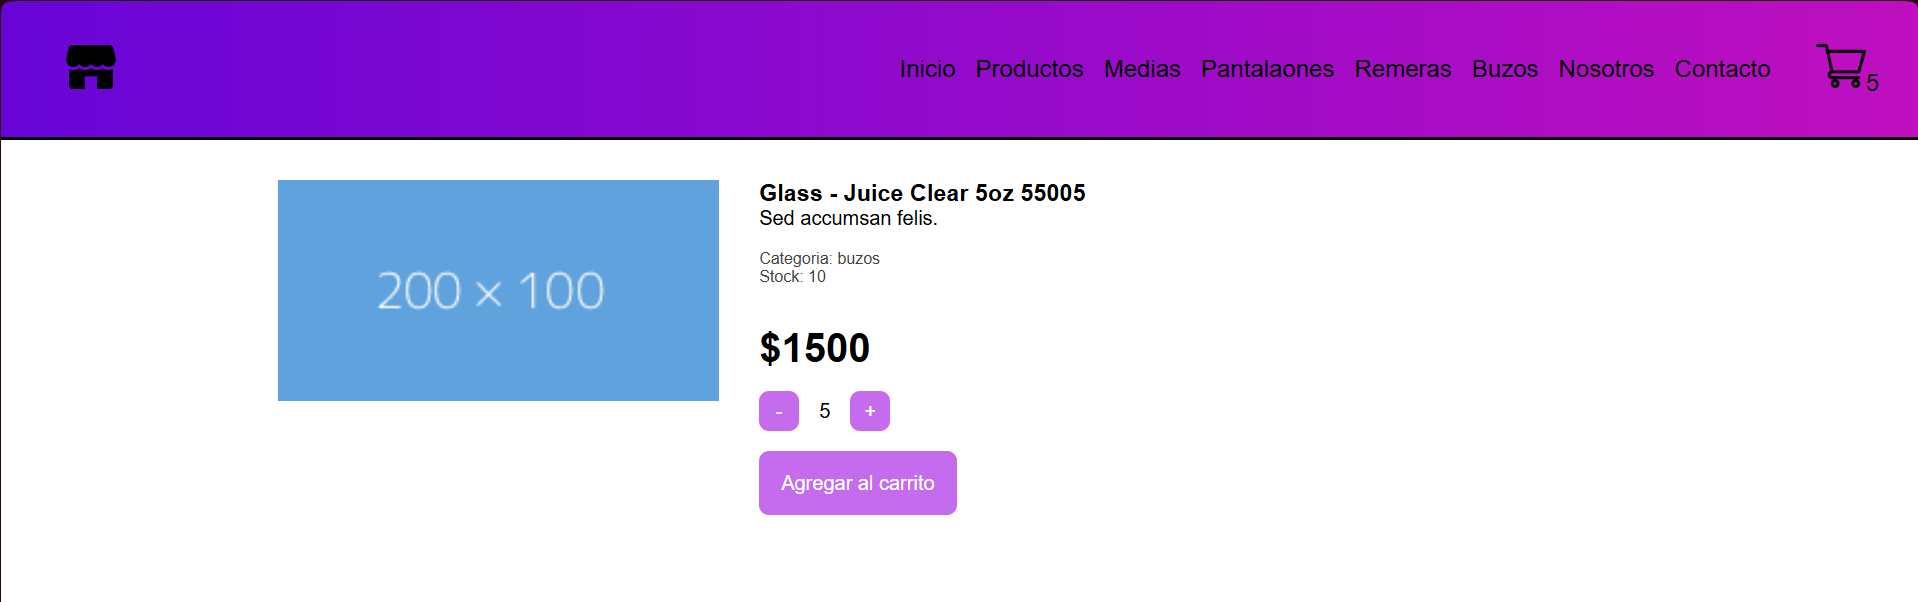 Inicio Productos Medias Pantalaones Remeras Buzos Nosotros Contacto 5
200 × 100
Glass - Juice Clear 5oz 55005
Sed accumsan felis.
Categoria: buzos
Stock: 10
$1500
- 5 +
Agregar al carrito